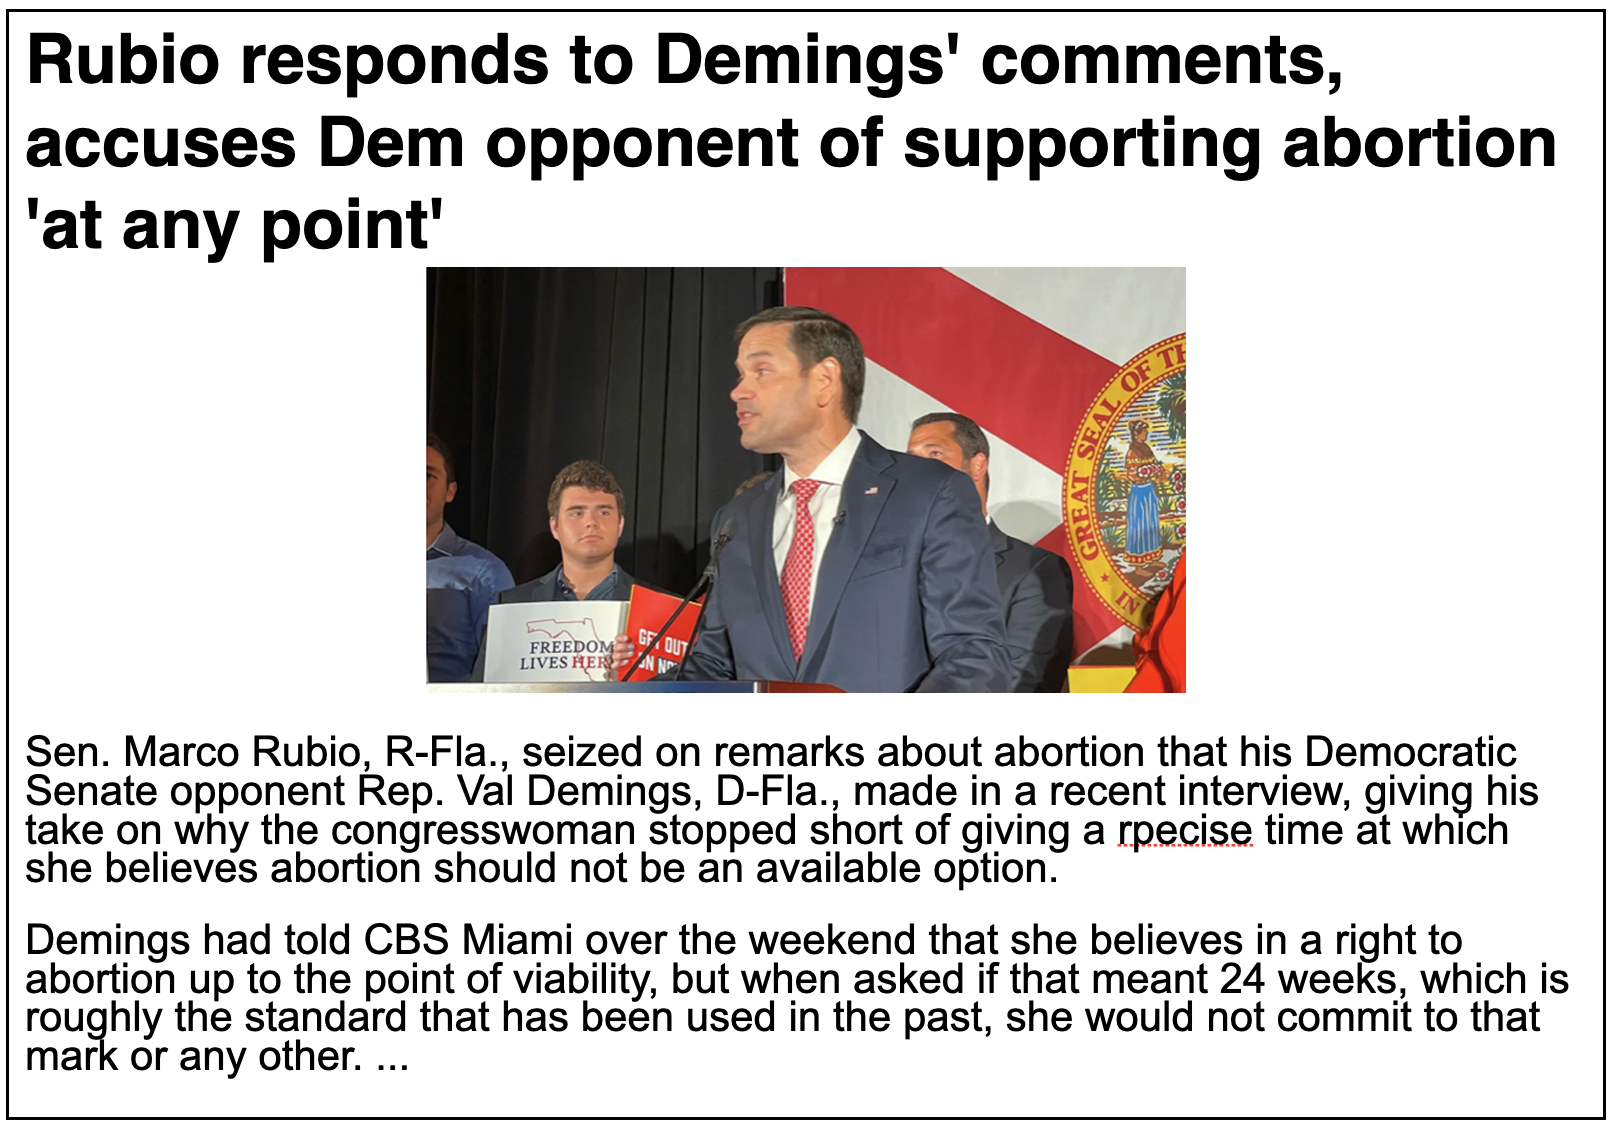 Rubio responds to Demings' comments,
accuses Dem opponent of supporting abortion
'at any point'
GREAT SEAL OF TH
IN
FREEDOM
LIVES HER
GET OUT
ON NO
Sen. Marco Rubio, R-Fla., seized on remarks about abortion that his Democratic
Senate opponent Rep. Val Demings, D-Fla., made in a recent interview, giving his
take on why the congresswoman stopped short of giving a rpecise time at which
she believes abortion should not be an available option.
Demings had told CBS Miami over the weekend that she believes in a right to
abortion up to the point of viability, but when asked if that meant 24 weeks, which is
roughly the standard that has been used in the past, she would not commit to that
mark or any other. ...